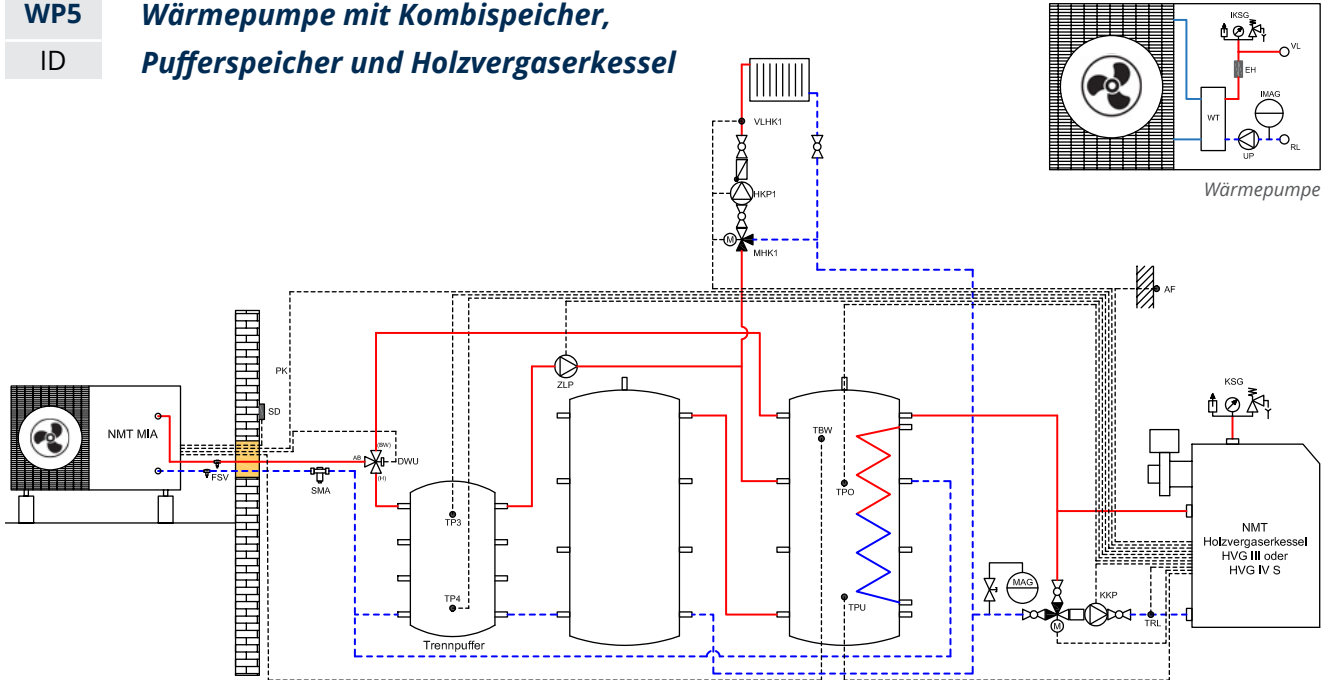 WP5
Wärmepumpe mit Kombispeicher,
ID
Pufferspeicher und Holzvergaserkessel
IKSG
VL
EH
IMAG
WT
UP
RL
Wärmepumpe
VLHK1
HKP1
M
MHK1
AF
PK
ZLP
KSG
SD
NMT MIA
(BW)
AB
DWU
(H)
FSV
SMA
TBW
TPO
TP3
NMT
Holzvergaserkessel
HVG III oder
HVG IV S
MAG
KKP
TP4
TPU
TRL
M
Trennpuffer